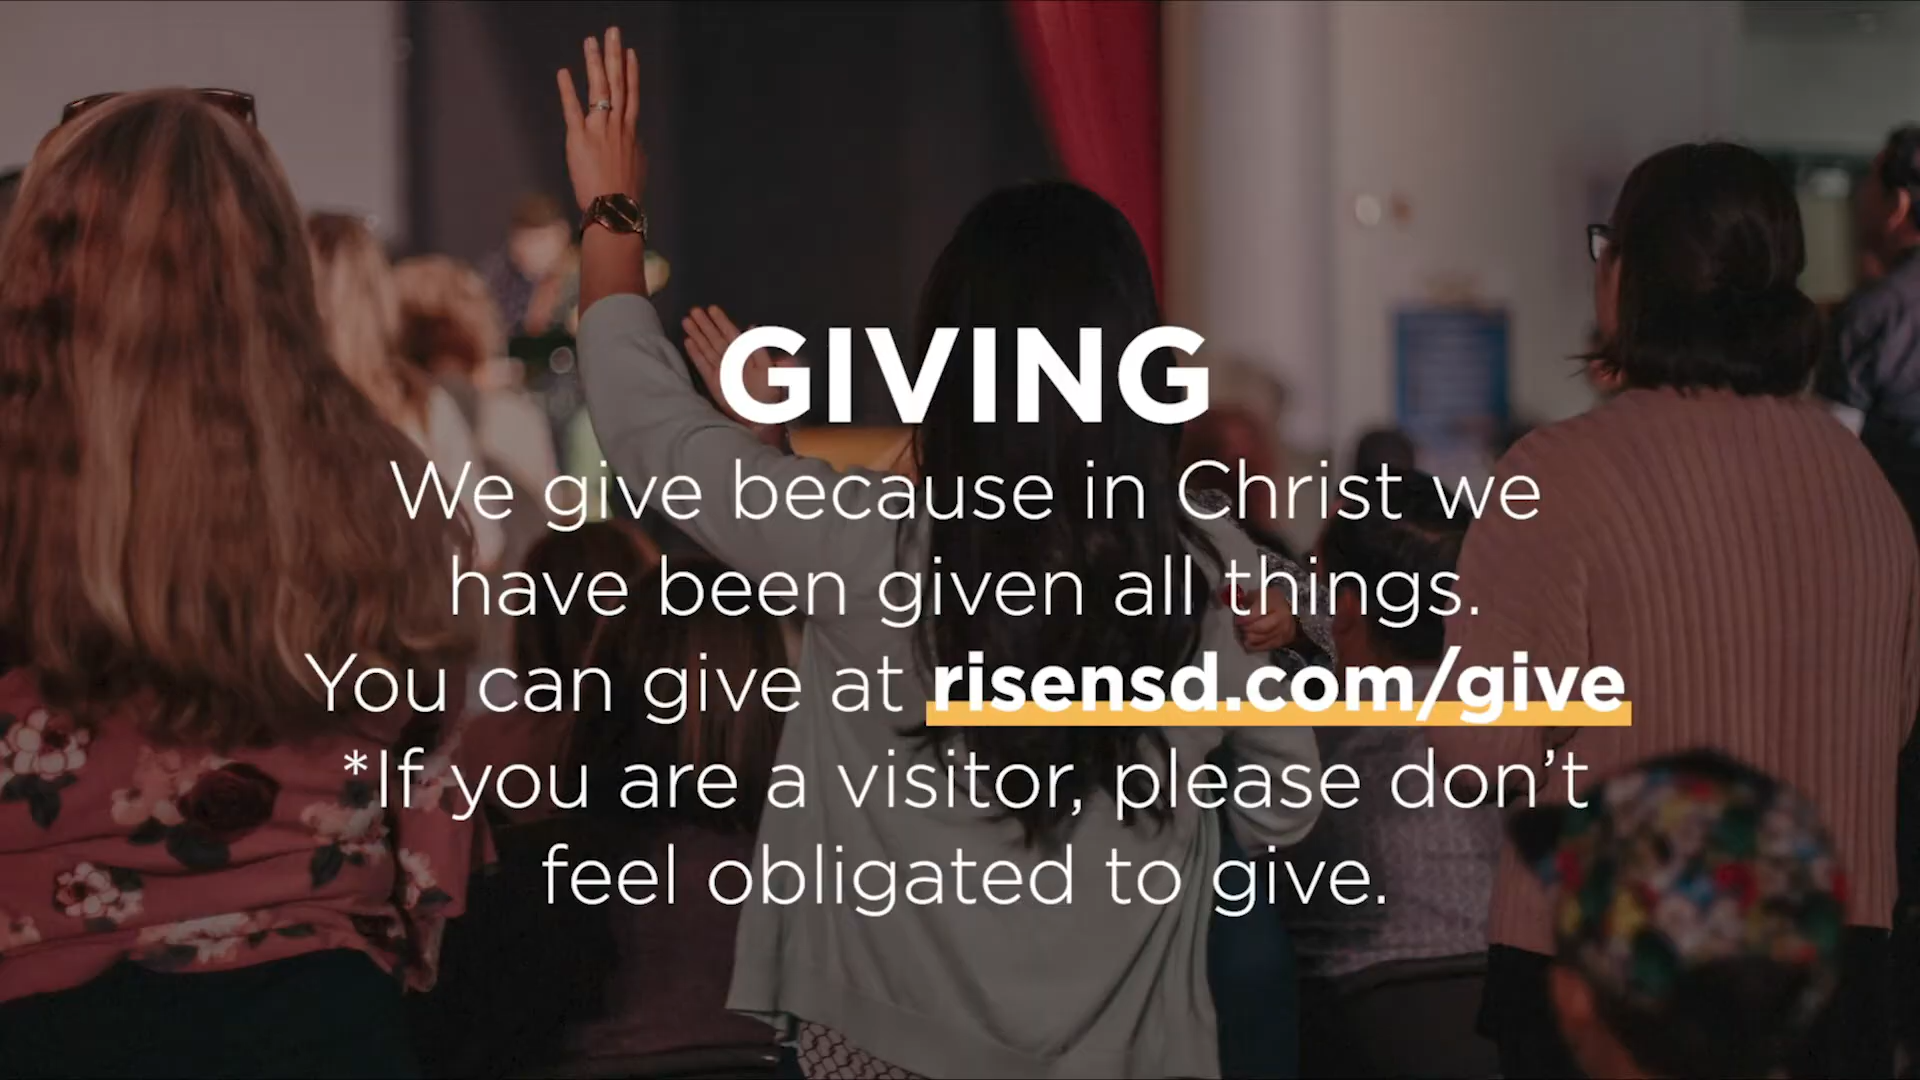 GIVING
We give because in Christ we
have been given all things.
You can give at risensd.com/give
*If you are a visitor, please don’t
feel obligated to give.